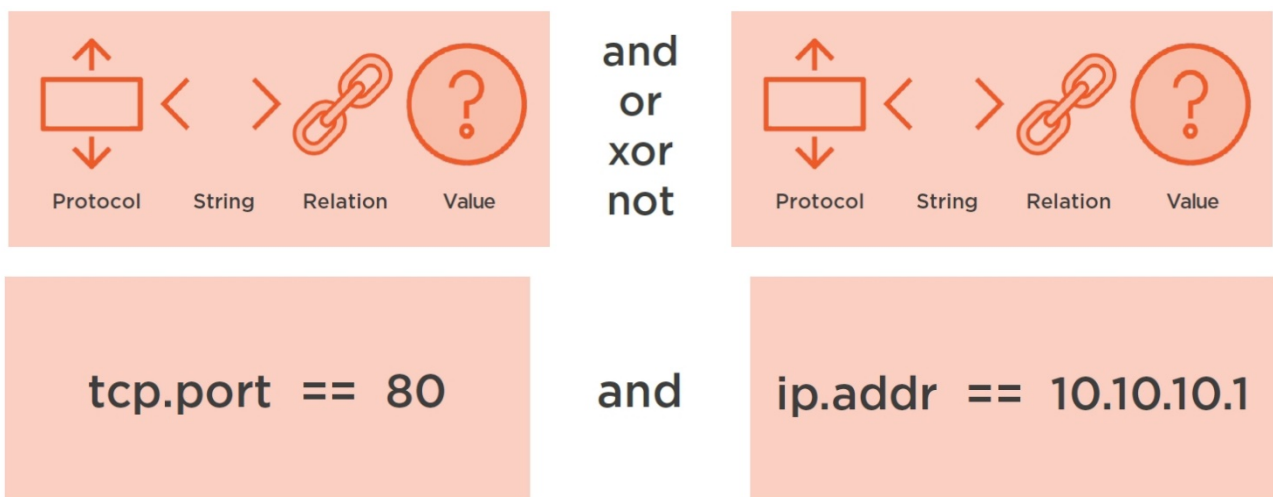 Protocol String Relation Value
and
or
xor
not
Protocol String Relation Value
tcp.port == 80 and ip.addr == 10.10.10.1